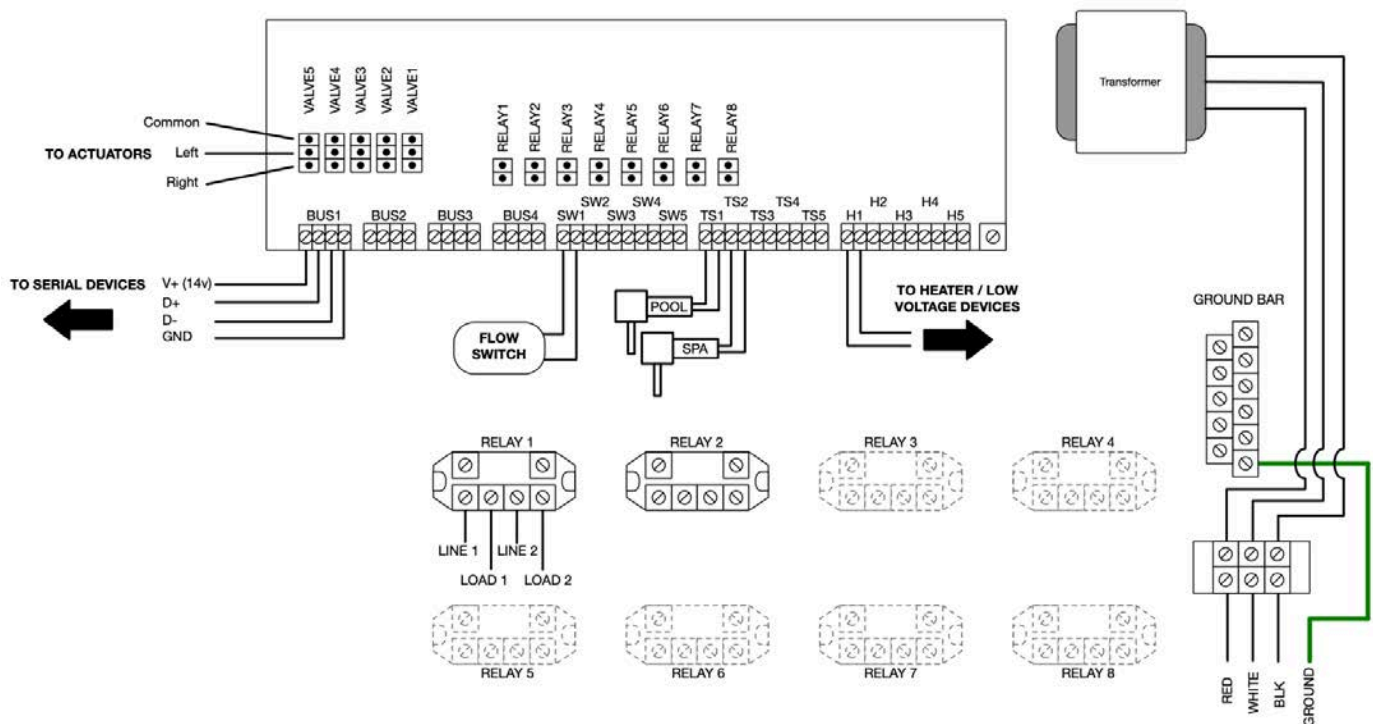 VALVE5
VALVE4
VALVE3
VALVE2
VALVE1
Common
TO ACTUATORS
Left
Right
RELAY1
RELAY2
RELAY3
RELAY4
RELAY5
RELAY6
RELAY7
RELAY8
Transformer
SW2 SW4 TS2 TS4 H2 H4
BUS1 BUS2 BUS3 BUS4 SW1 SW3 SW5 TS1 TS3 TS5 H1 H3 H5
TO SERIAL DEVICES
V+ (14v)
D+
D-
GND
FLOW
SWITCH
POOL
SPA
TO HEATER / LOW
VOLTAGE DEVICES
GROUND BAR
RELAY 1
RELAY 2
RELAY 3
RELAY 4
LINE 1
LINE 2
LOAD 1
LOAD 2
RELAY 5
RELAY 6
RELAY 7
RELAY 8
RED
WHITE
BLK
GROUND